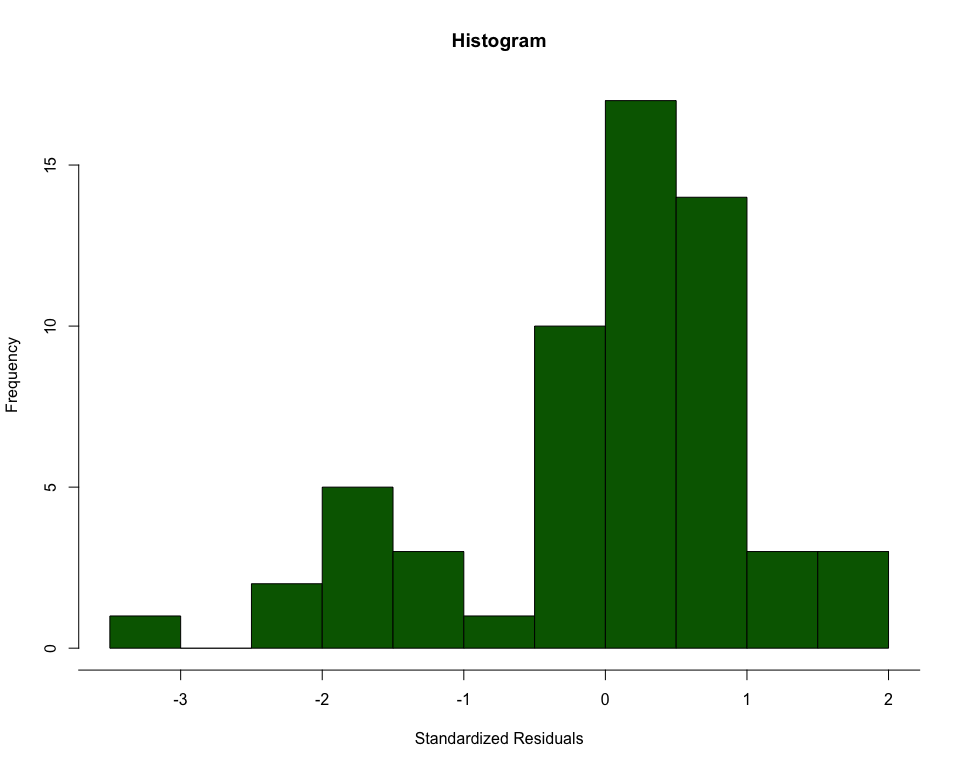 Histogram
15
10
5
0
Frequency
-3 -2 -1 0 1 2
Standardized Residuals